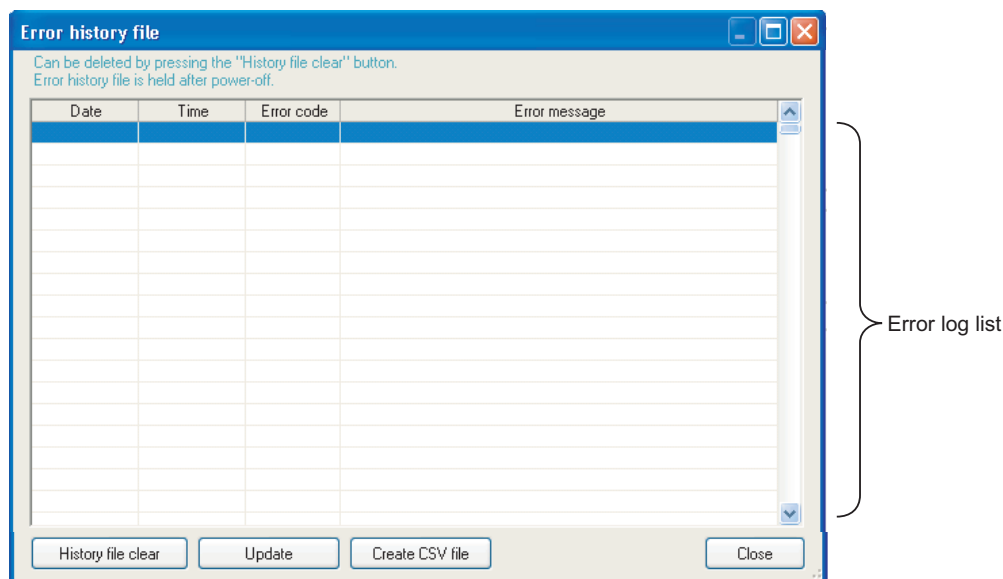 Error history file
Can be deleted by pressing the "History file clear" button.
Error history file is held after power-off.
Date Time Error code Error message
Error log list
History file clear Update Create CSV file Close